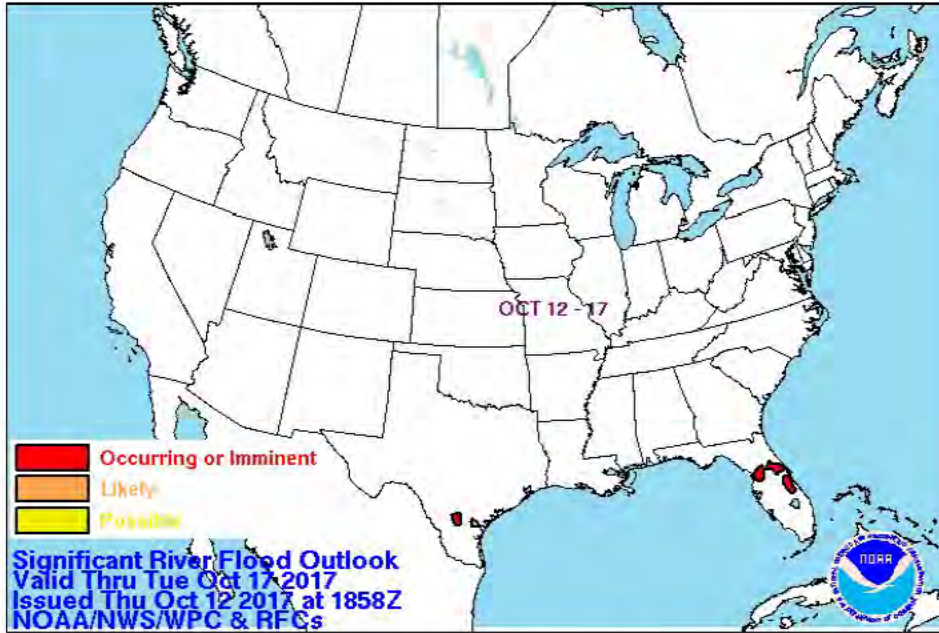 OCT 12 - 17
Occurring or Imminent
Likely
Possible
Significant River Flood Outlook
Valid Thru Tue Oct 17 2017
Issued Thu Oct 12 2017 at 1858Z
NOAA/NWS/WPC & RFCs
NOAA